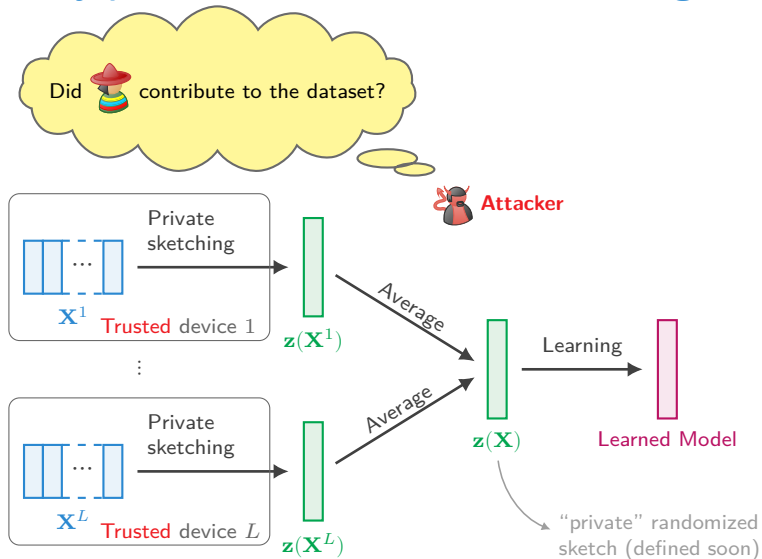 Did contribute to the dataset?
Attacker
Private
sketching
...
X¹
Trusted device 1
z(X¹)
Average
⋮
Average
z(X)
Learning
Learned Model
Private
sketching
...
Xᴸ
Trusted device L
z(Xᴸ)
“private” randomized
sketch (defined soon)